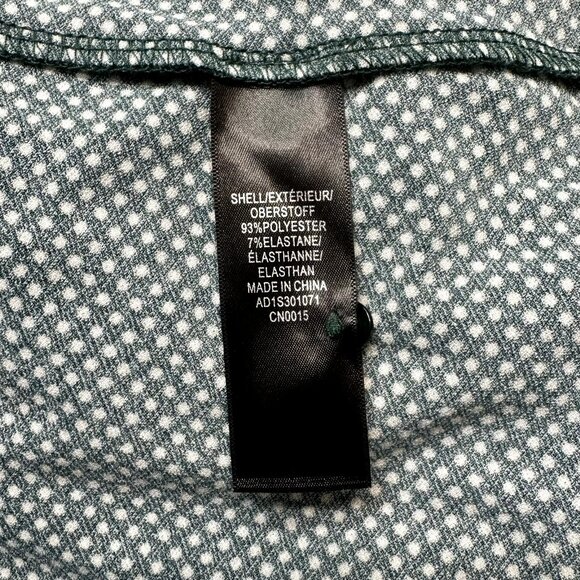 SHELL/EXTÉRIEUR/
OBERSTOFF
93%POLYESTER
7%ELASTANE/
ÉLASTHANNE/
ELASTHAN
MADE IN CHINA
AD1S301071
CN0015